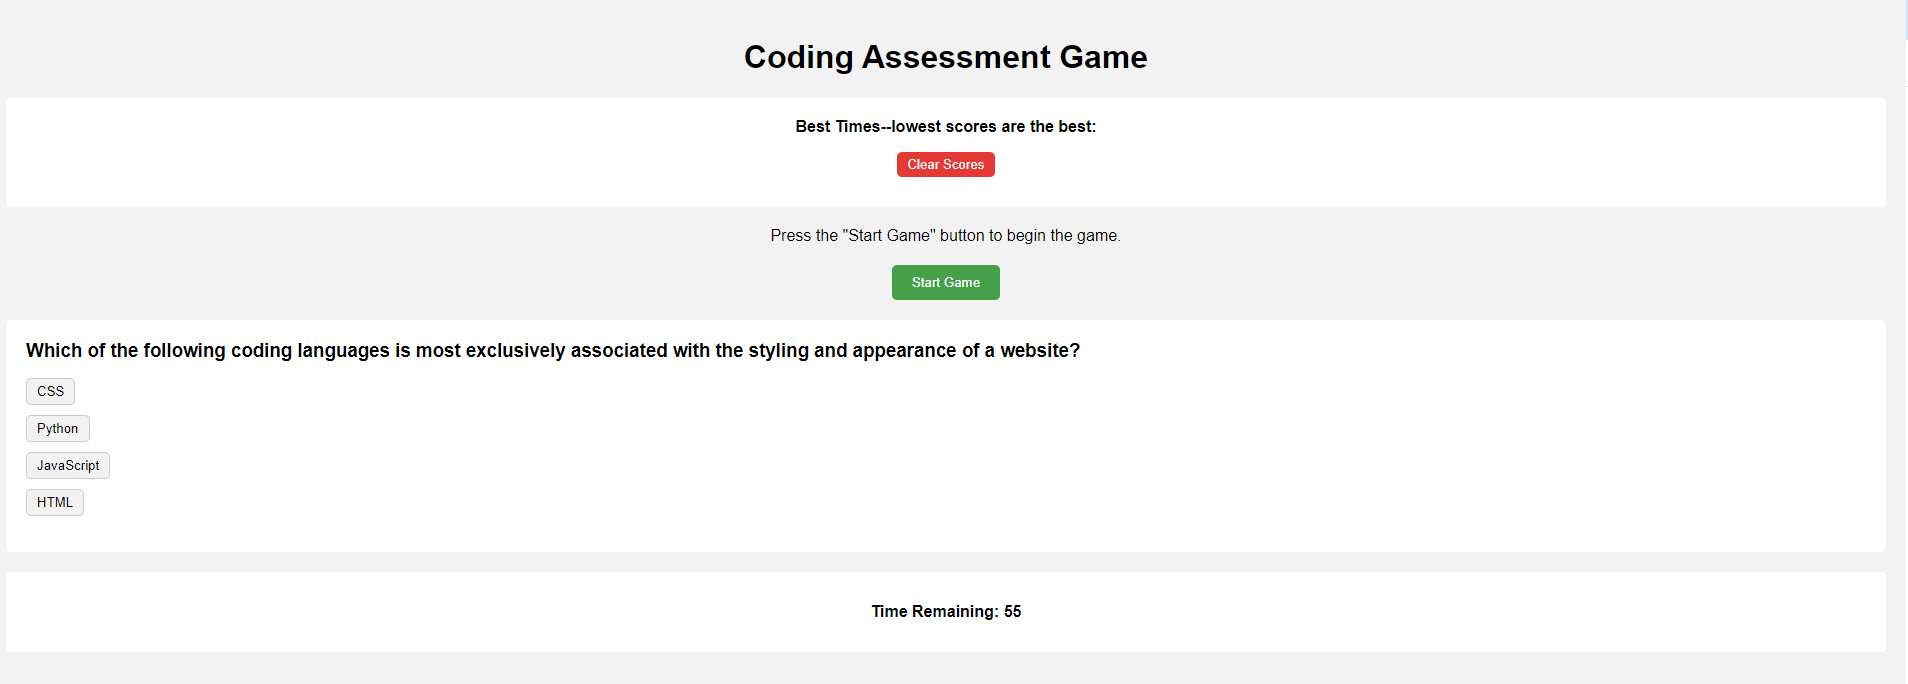 Coding Assessment Game
Best Times--lowest scores are the best:
Clear Scores
Press the "Start Game" button to begin the game.
Start Game
Which of the following coding languages is most exclusively associated with the styling and appearance of a website?
CSS
Python
JavaScript
HTML
Time Remaining: 55